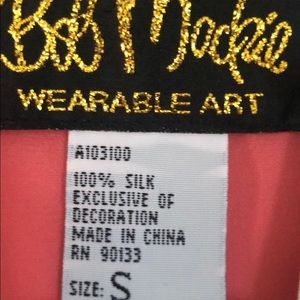 Bob Mackie
WEARABLE ART
A103100
100% SILK
EXCLUSIVE OF
DECORATION
MADE IN CHINA
RN 90133
SIZE: S